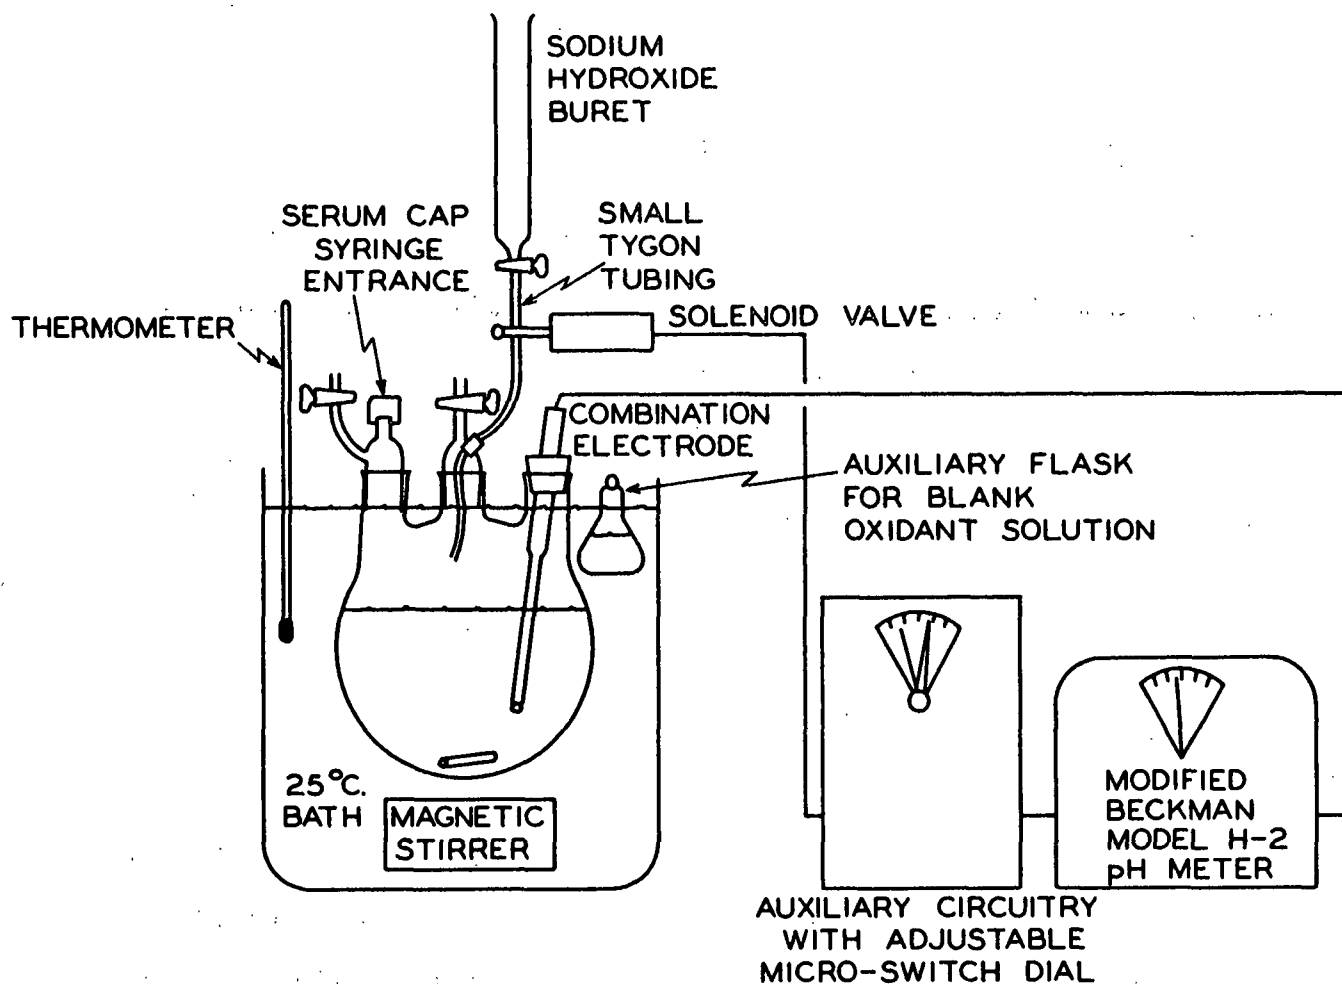 SODIUM
HYDROXIDE
BURET
SERUM CAP
SYRINGE
ENTRANCE
SMALL
TYGON
TUBING
THERMOMETER
SOLENOID VALVE
COMBINATION
ELECTRODE
AUXILIARY FLASK
FOR BLANK
OXIDANT SOLUTION
25°C.
BATH
MAGNETIC
STIRRER
MODIFIED
BECKMAN
MODEL H-2
pH METER
AUXILIARY CIRCUITRY
WITH ADJUSTABLE
MICRO-SWITCH DIAL